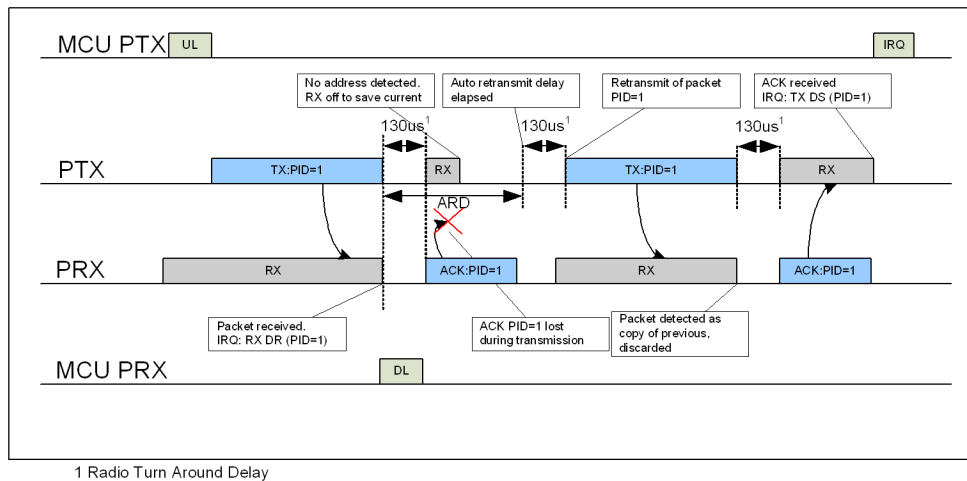 MCU PTX
UL
IRQ
No address detected.
RX off to save current
Auto retransmit delay
elapsed
Retransmit of packet
PID=1
ACK received
IRQ: TX DS (PID=1)
130us1
130us1
130us1
PTX
TX:PID=1
RX
TX:PID=1
RX
ARD
PRX
RX
ACK:PID=1
RX
ACK:PID=1
Packet received.
IRQ: RX DR (PID=1)
ACK PID=1 lost
during transmission
Packet detected as
copy of previous,
discarded
MCU PRX
DL
1 Radio Turn Around Delay